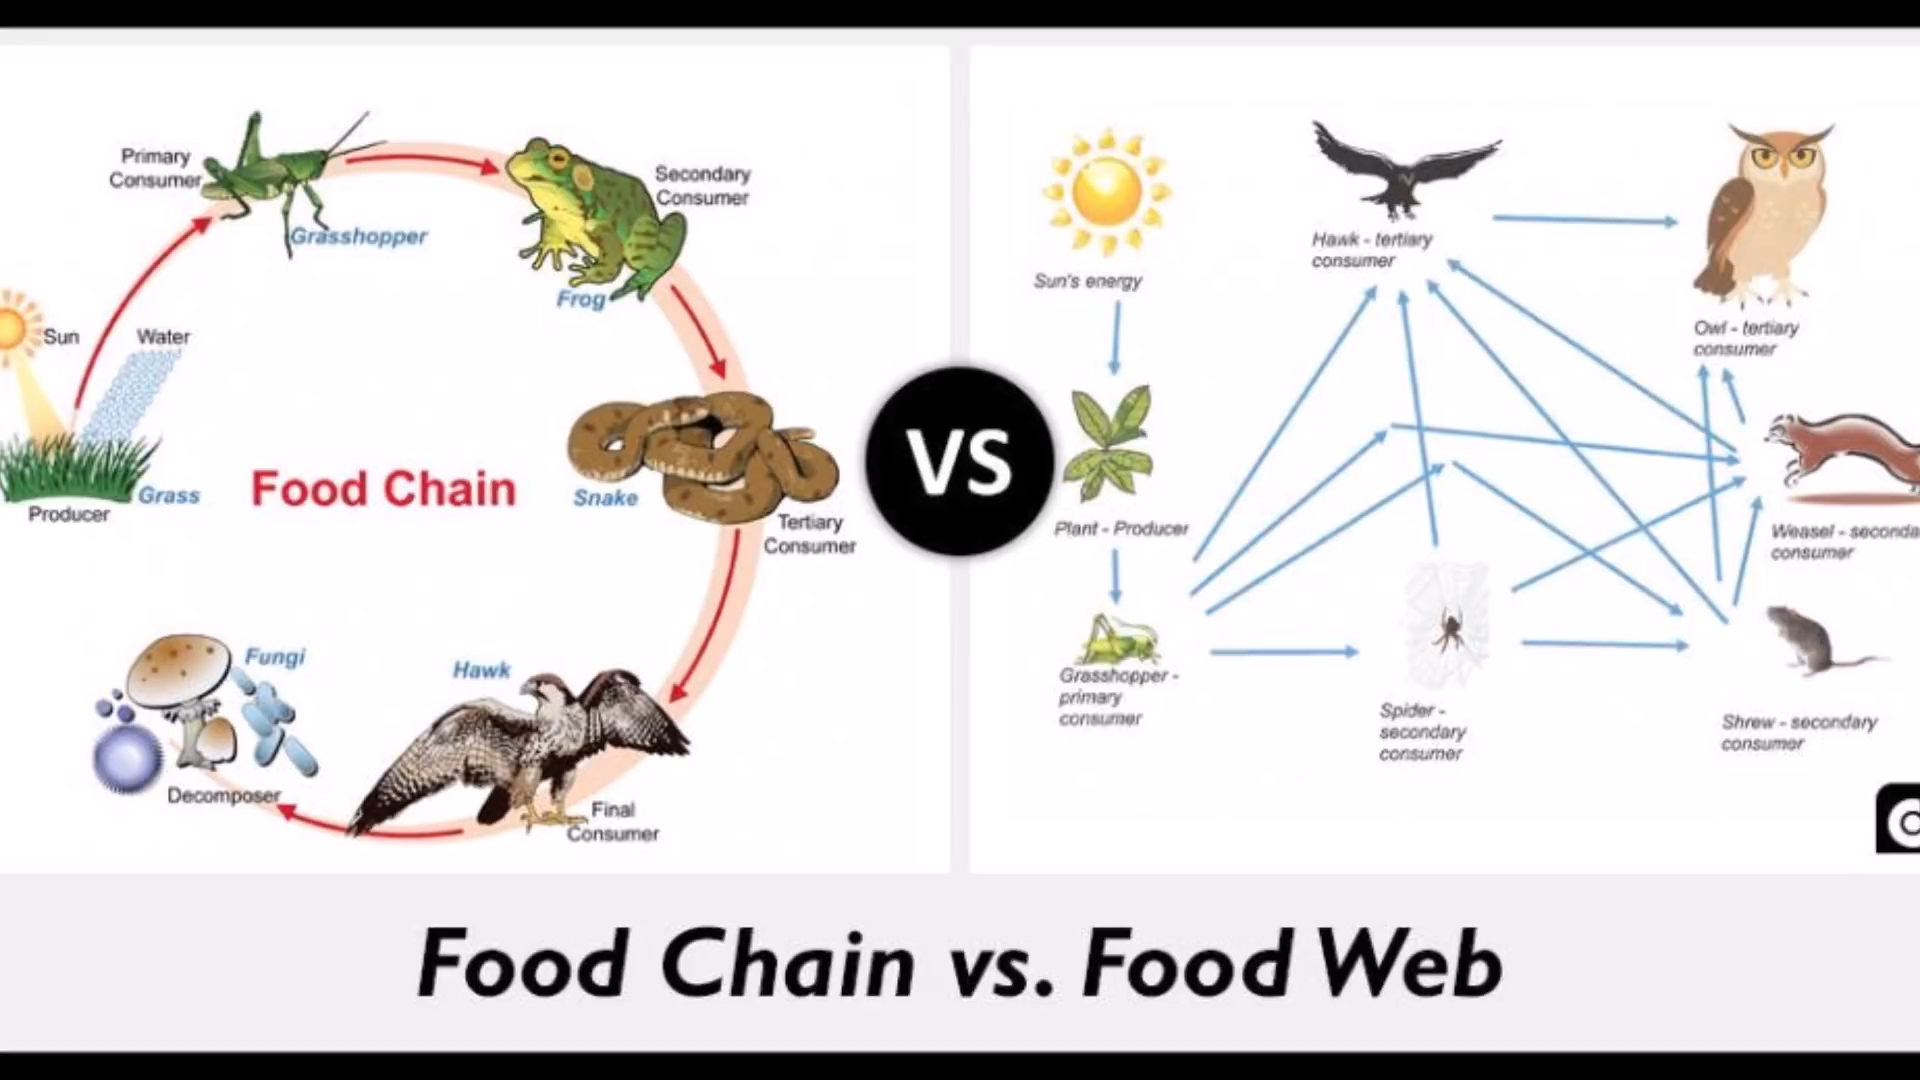 Primary
Consumer
Grasshopper
Secondary
Consumer
Frog
Sun
Water
Grass
Producer
Food Chain
Snake
Tertiary
Consumer
Fungi
Hawk
Decomposer
Final
Consumer
VS
Sun's energy
Hawk - tertiary
consumer
Owl - tertiary
consumer
Plant - Producer
Weasel - seconda
consumer
Grasshopper -
primary
consumer
Spider -
secondary
consumer
Shrew - secondary
consumer
Food Chain vs. Food Web